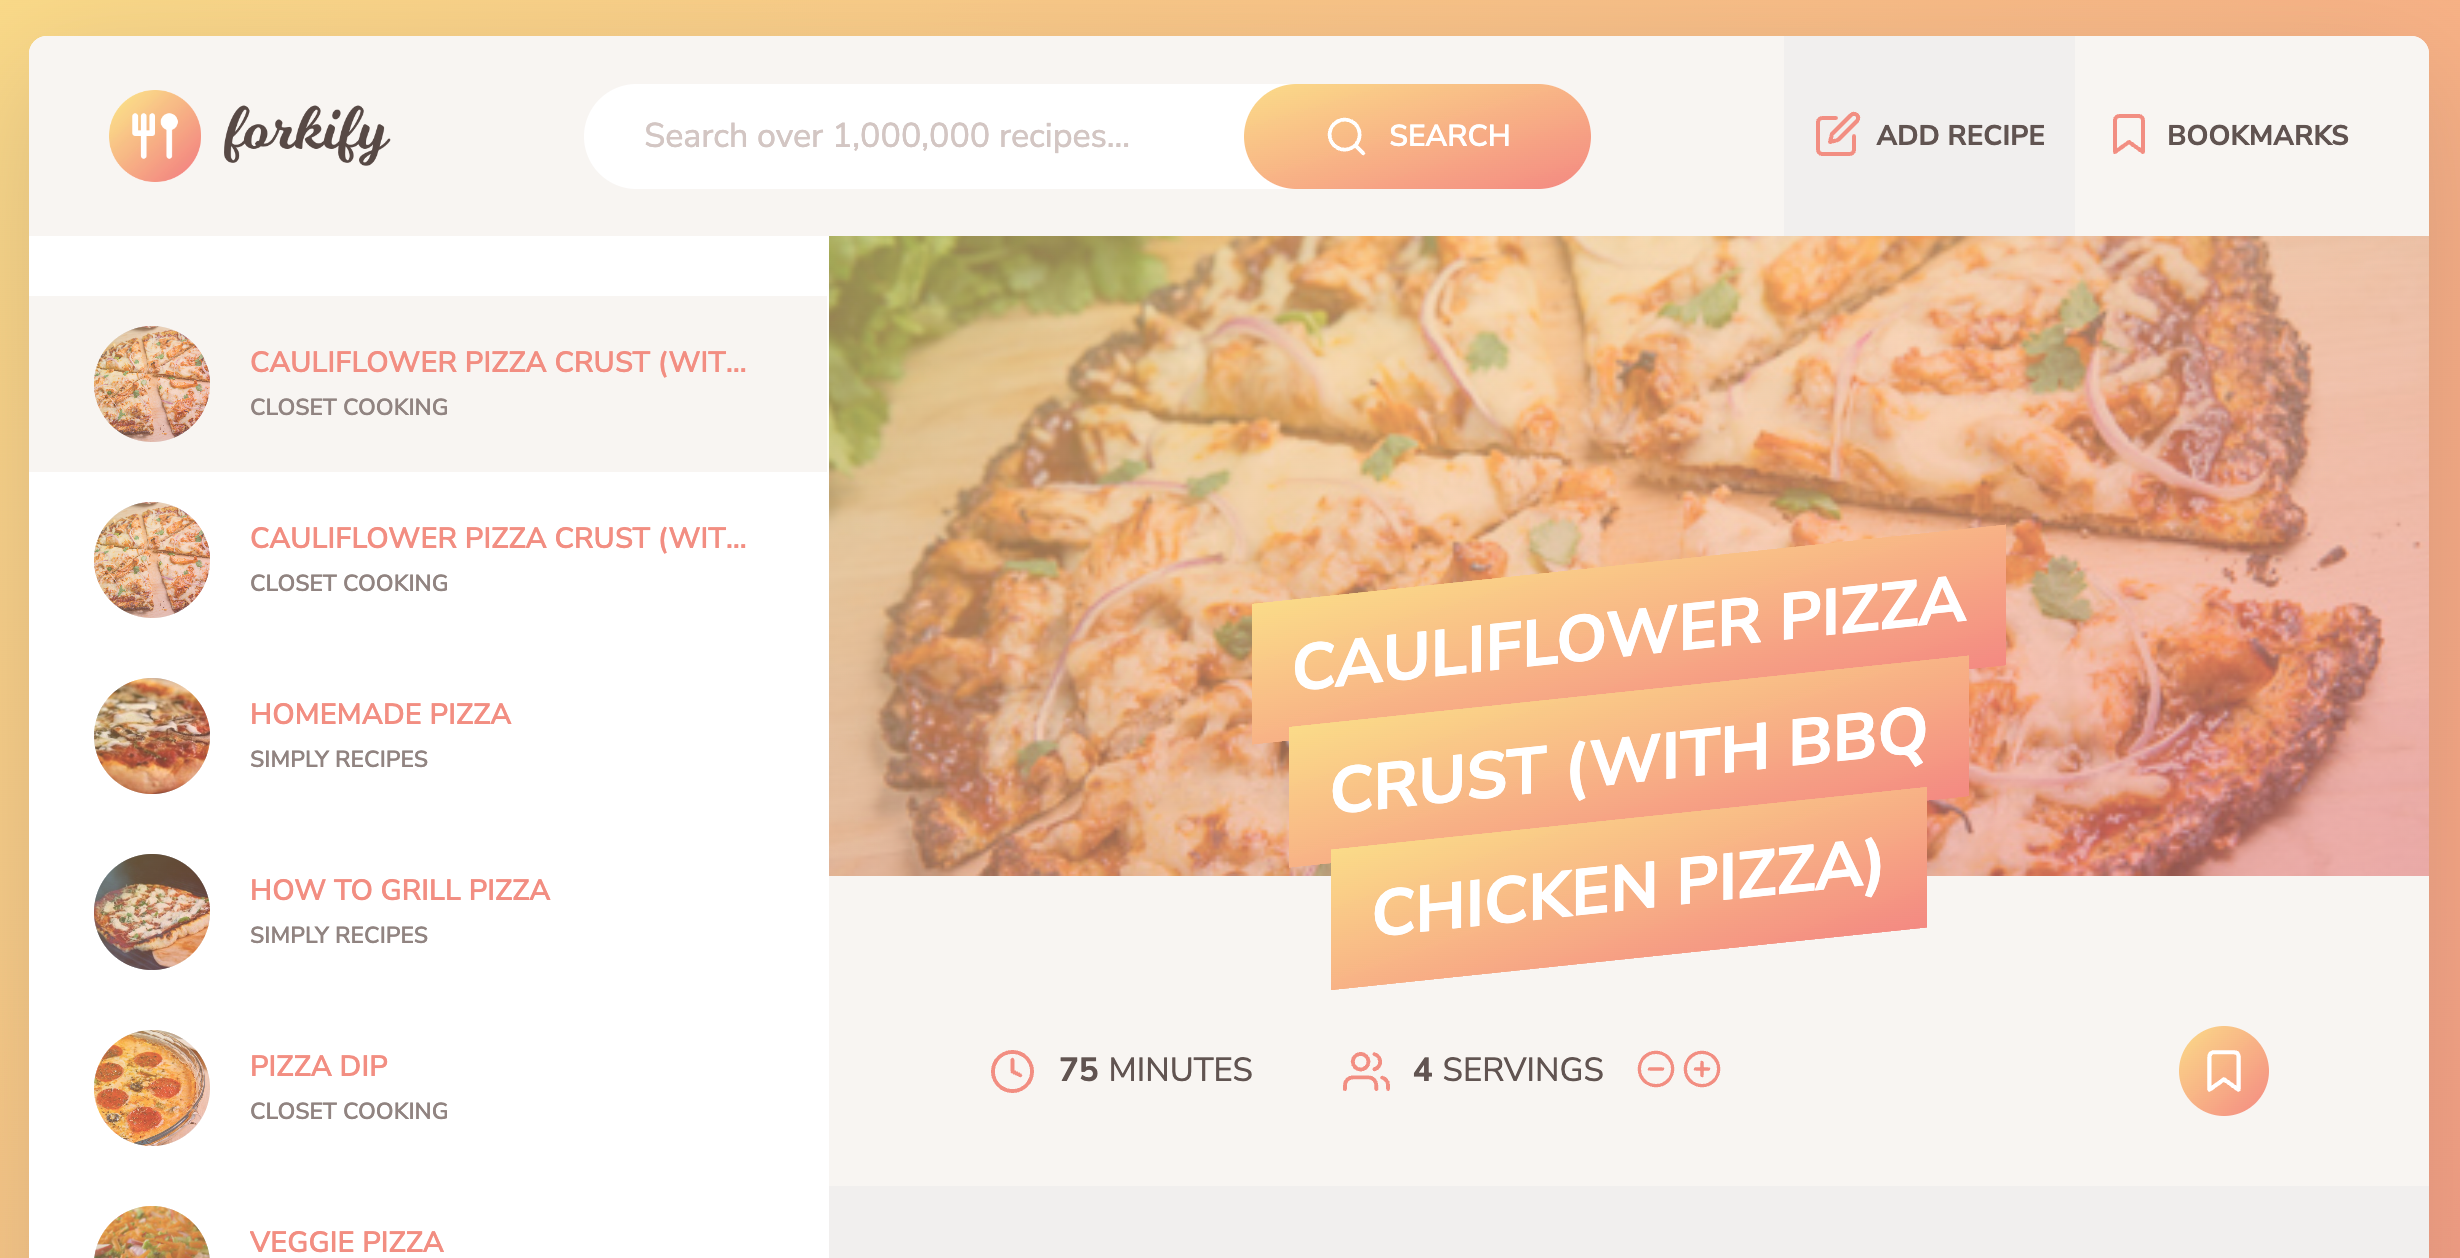 forkify
Search over 1,000,000 recipes...
SEARCH
ADD RECIPE
BOOKMARKS
CAULIFLOWER PIZZA CRUST (WIT...
CLOSET COOKING
CAULIFLOWER PIZZA CRUST (WIT...
CLOSET COOKING
HOMEMADE PIZZA
SIMPLY RECIPES
HOW TO GRILL PIZZA
SIMPLY RECIPES
PIZZA DIP
CLOSET COOKING
VEGGIE PIZZA
CAULIFLOWER PIZZA
CRUST (WITH BBQ
CHICKEN PIZZA)
75 MINUTES
4 SERVINGS